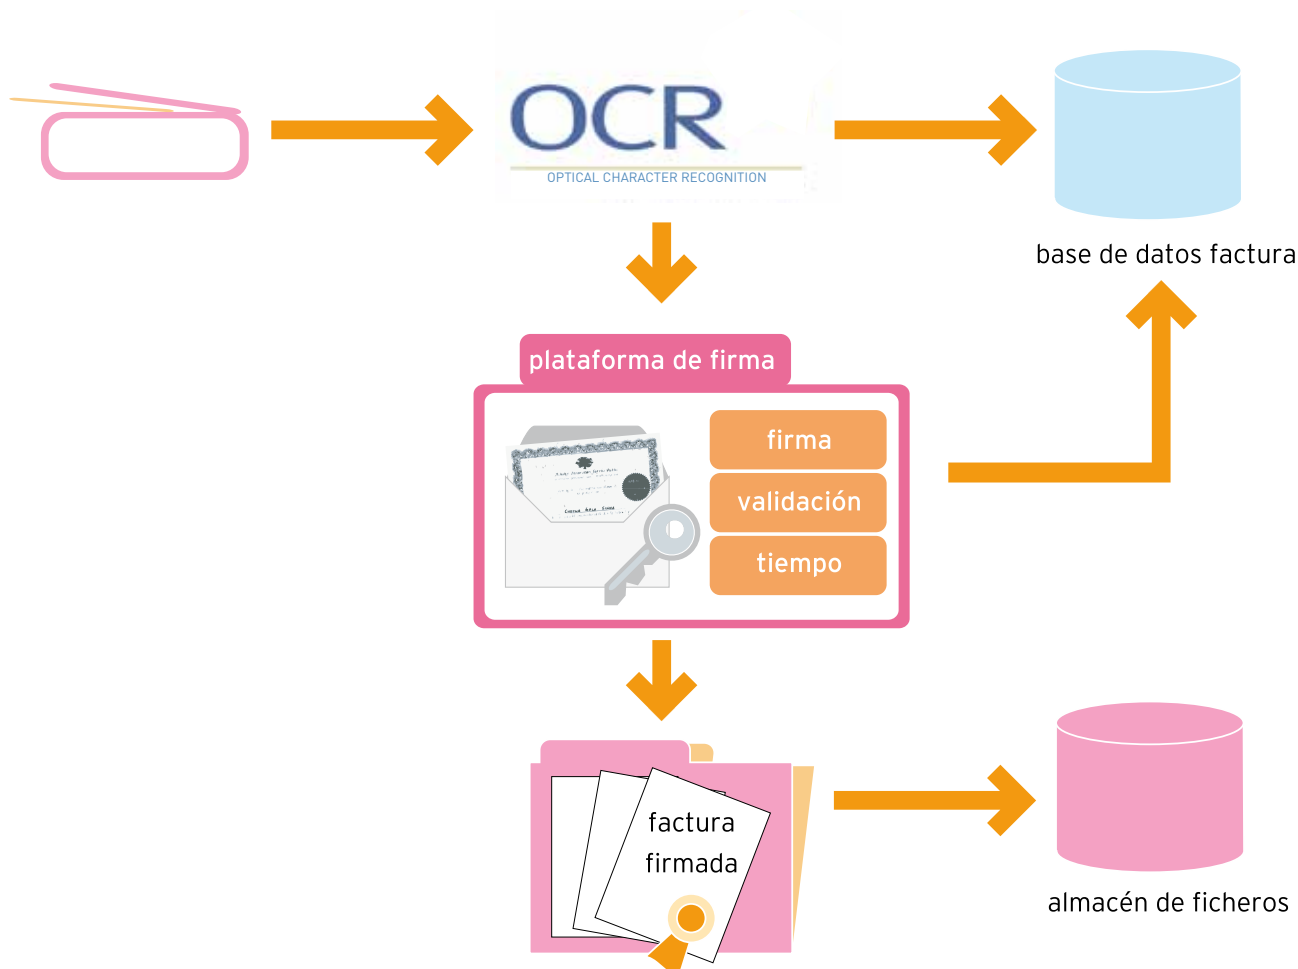 OCR
OPTICAL CHARACTER RECOGNITION
base de datos factura
plataforma de firma
firma
validación
tiempo
factura
firmada
almacén de ficheros